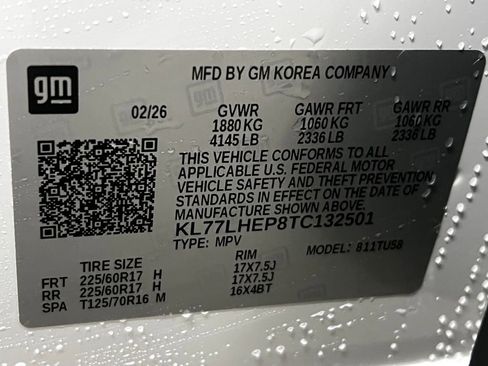 gm
MFD BY GM KOREA COMPANY
02/26 GVWR GAWR FRT GAWR RR
1880 KG 1060 KG 1060 KG
4145 LB 2336 LB 2336 LB
THIS VEHICLE CONFORMS TO ALL
APPLICABLE U.S. FEDERAL MOTOR
VEHICLE SAFETY AND THEFT PREVENTION
STANDARDS IN EFFECT ON THE DATE OF
MANUFACTURE SHOWN ABOVE.
KL77LHEP8TC132501
TYPE: MPV MODEL: 811TU58
TIRE SIZE RIM
FRT 225/60R17 H 17X7.5J
RR 225/60R17 H 17X7.5J
SPA T125/70R16 M 16X4BT